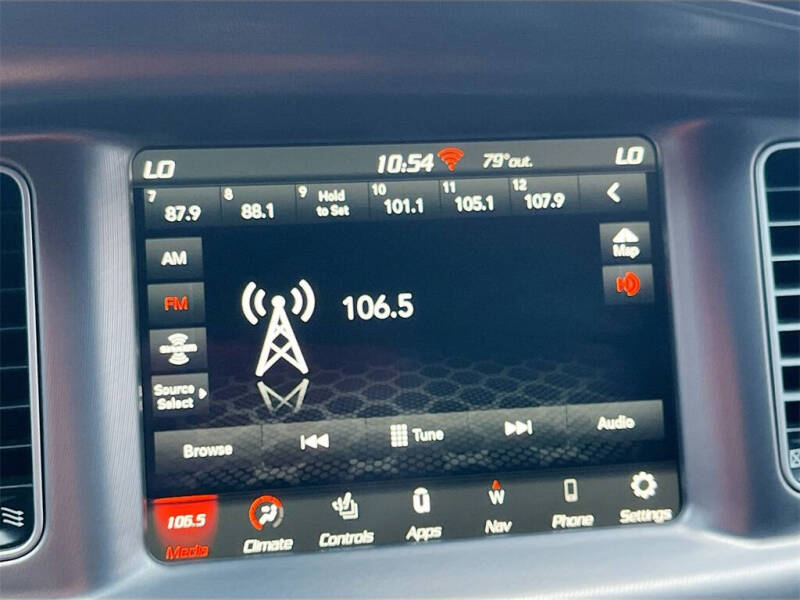 LO 10:54 79° out. LO
7 87.9 8 88.1 9 Hold to Set 10 101.1 11 105.1 12 107.9
AM
Map
FM
106.5
Source
Select
Browse Tune Audio
106.5 W
Media Climate Controls Apps Nav Phone Settings